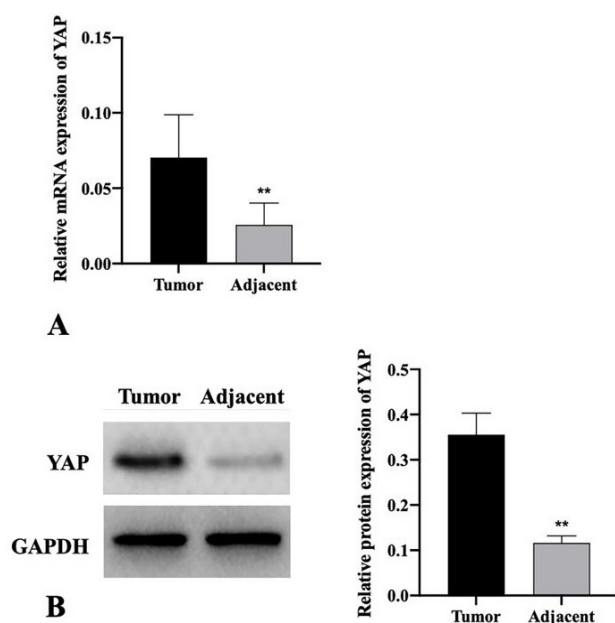 Relative mRNA expression of YAP
0.15
0.10
0.05
0.00
**
Tumor Adjacent
A
Tumor Adjacent
YAP
GAPDH
B
Relative protein expression of YAP
0.5
0.4
0.3
0.2
0.1
0.0
**
Tumor Adjacent